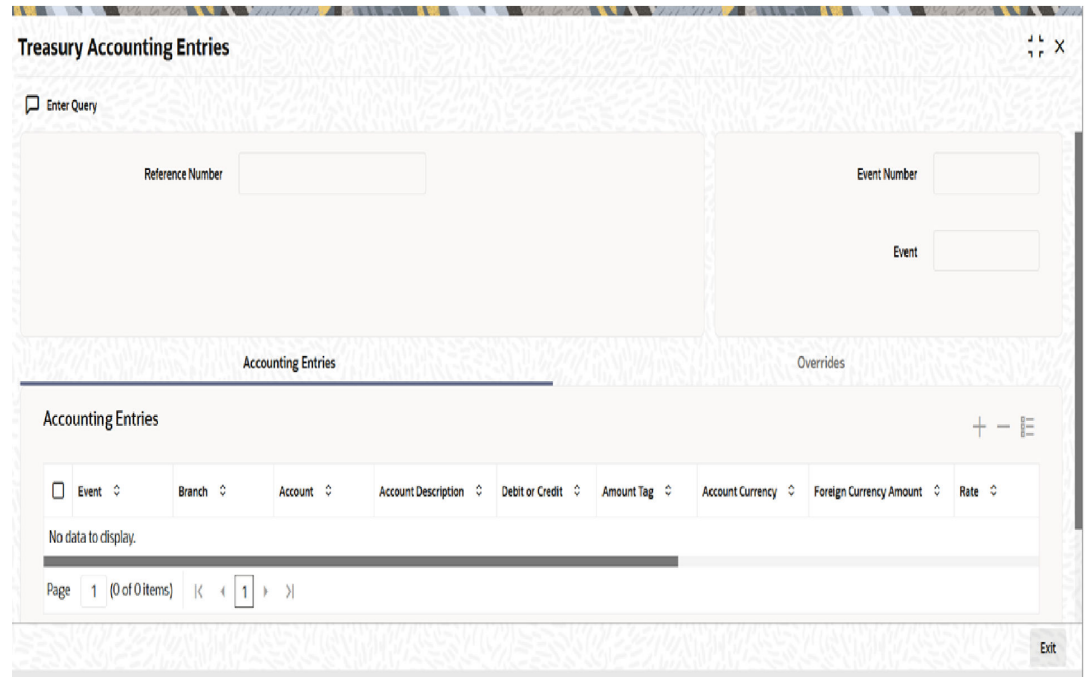 Treasury Accounting Entries
Enter Query
Reference Number
Event Number
Event
Accounting Entries Overrides
Accounting Entries
Event Branch Account Account Description Debit or Credit Amount Tag Account Currency Foreign Currency Amount Rate
No data to display.
Page 1 (0 of 0 items) 1
Exit